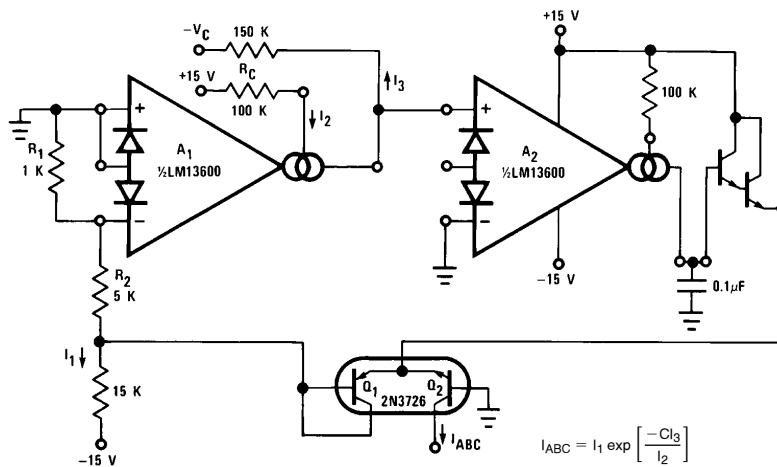 –V_C
150 K
+15 V
R_C
100 K
I_2
I_3
+
R_1
1 K
A_1
½LM13600
–
+15 V
+
A_2
½LM13600
–
100 K
–15 V
0.1µF
R_2
5 K
I_1
15 K
–15 V
Q_1
Q_2
2N3726
I_ABC
I_ABC = I_1 exp [ –CI_3 / I_2 ]